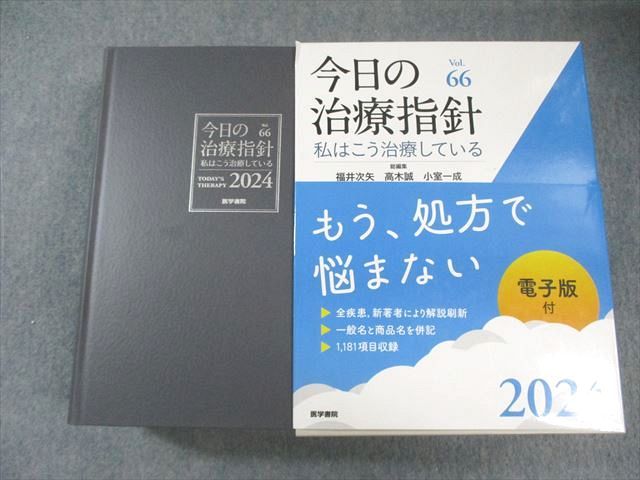 今日の
Vol.
66
治療指針
私はこう治療している
TODAY'S
THERAPY 2024
医学書院
今日の
Vol.
66
治療指針
私はこう治療している
総編集
福井次矢 高木誠 小室一成
もう、処方で
悩まない
電子版
付
▶ 全疾患,新著者により解説刷新
▶ 一般名と商品名を併記
▶ 1,181項目収録
2024
医学書院